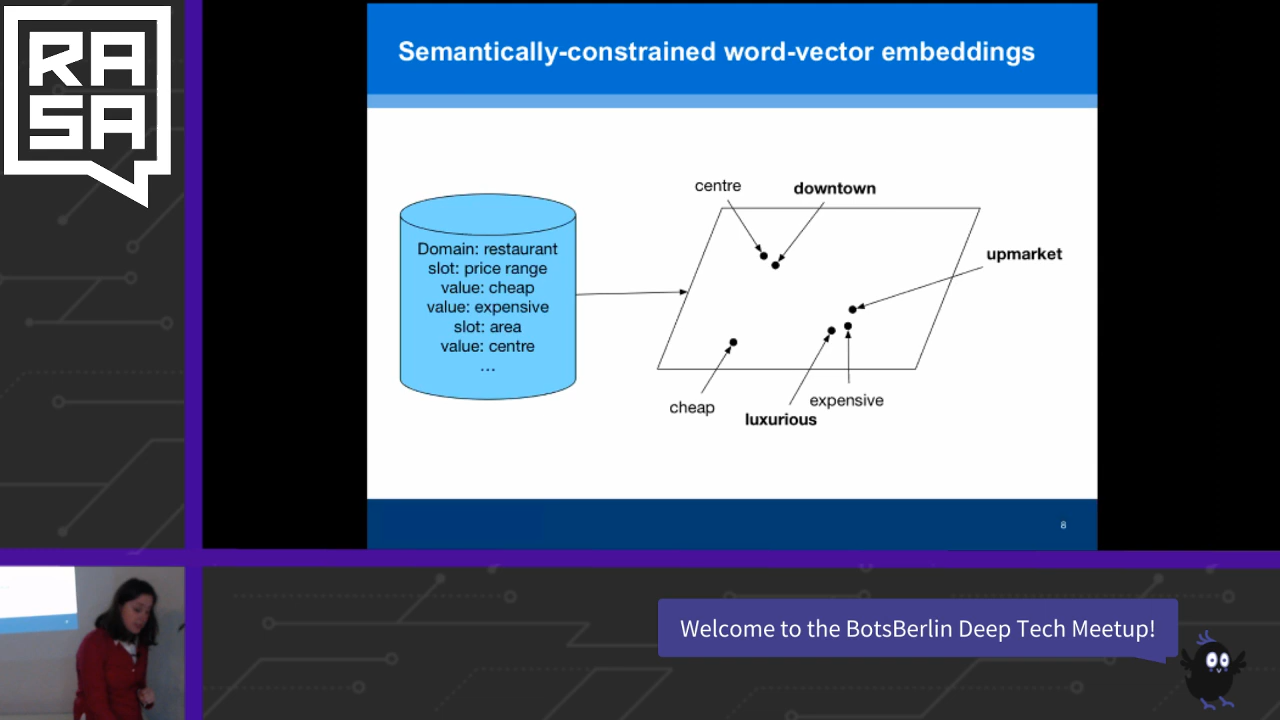 RA
SA
Semantically-constrained word-vector embeddings
Domain: restaurant
slot: price range
value: cheap
value: expensive
slot: area
value: centre
...
centre
downtown
upmarket
cheap
luxurious
expensive
8
Welcome to the BotsBerlin Deep Tech Meetup!